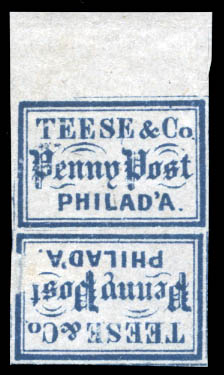 TEESE & Co.
Penny Post
PHILAD'A.
TEESE & Co.
Penny Post
PHILAD'A.